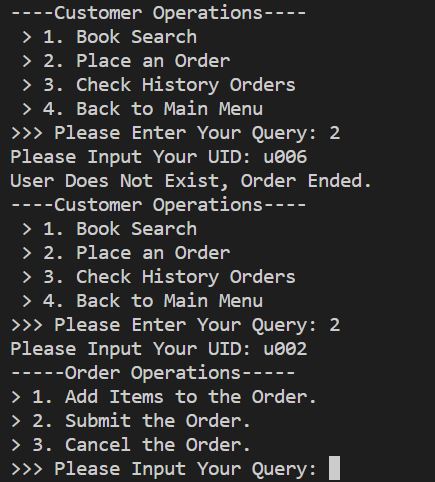 ----Customer Operations----
 > 1. Book Search
 > 2. Place an Order
 > 3. Check History Orders
 > 4. Back to Main Menu
>>> Please Enter Your Query: 2
Please Input Your UID: u006
User Does Not Exist, Order Ended.
----Customer Operations----
 > 1. Book Search
 > 2. Place an Order
 > 3. Check History Orders
 > 4. Back to Main Menu
>>> Please Enter Your Query: 2
Please Input Your UID: u002
-----Order Operations-----
> 1. Add Items to the Order.
> 2. Submit the Order.
> 3. Cancel the Order.
>>> Please Input Your Query: